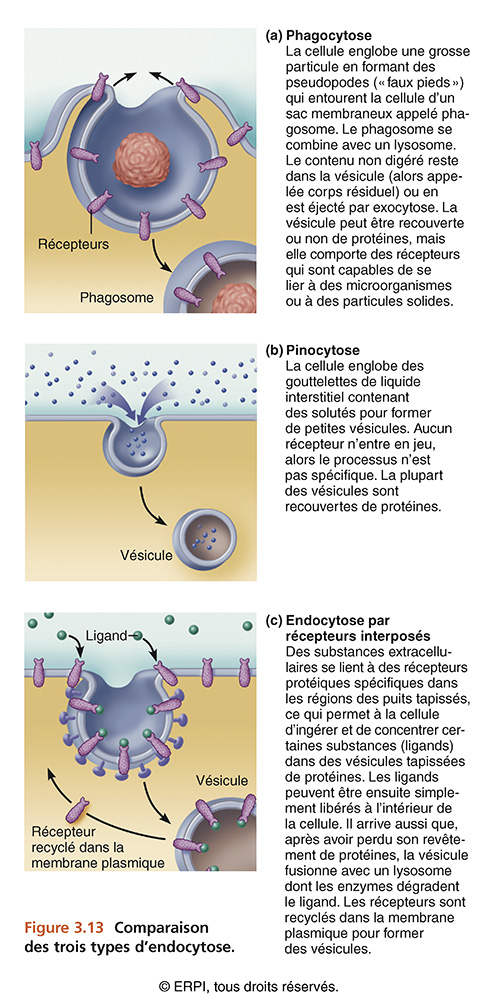 (a) Phagocytose
La cellule englobe une grosse
particule en formant des
pseudopodes (« faux pieds »)
qui entourent la cellule d'un
sac membraneux appelé pha-
gosome. Le phagosome se
combine avec un lysosome.
Le contenu non digéré reste
dans la vésicule (alors appe-
lée corps résiduel) ou en
est éjecté par exocytose. La
vésicule peut être recouverte
ou non de protéines, mais
elle comporte des récepteurs
qui sont capables de se
lier à des microorganismes
ou à des particules solides.
Récepteurs
Phagosome
(b) Pinocytose
La cellule englobe des
gouttelettes de liquide
interstitiel contenant
des solutés pour former
de petites vésicules. Aucun
récepteur n'entre en jeu,
alors le processus n'est
pas spécifique. La plupart
des vésicules sont
recouvertes de protéines.
Vésicule
(c) Endocytose par
récepteurs interposés
Des substances extracellu-
laires se lient à des récepteurs
protéiques spécifiques dans
les régions des puits tapissés,
ce qui permet à la cellule
d'ingérer et de concentrer cer-
taines substances (ligands)
dans des vésicules tapissées
de protéines. Les ligands
peuvent être ensuite simple-
ment libérés à l'intérieur de
la cellule. Il arrive aussi que,
après avoir perdu son revête-
ment de protéines, la vésicule
fusionne avec un lysosome
dont les enzymes dégradent
le ligand. Les récepteurs sont
recyclés dans la membrane
plasmique pour former
des vésicules.
Ligand
Vésicule
Récepteur
recyclé dans la
membrane plasmique
Figure 3.13 Comparaison
des trois types d'endocytose.
© ERPI, tous droits réservés.